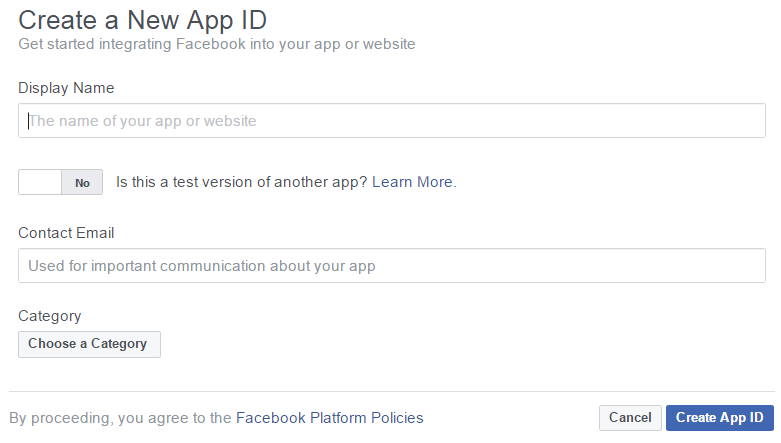 Create a New App ID
Get started integrating Facebook into your app or website
Display Name
The name of your app or website
No Is this a test version of another app? Learn More.
Contact Email
Used for important communication about your app
Category
Choose a Category
By proceeding, you agree to the Facebook Platform Policies Cancel Create App ID